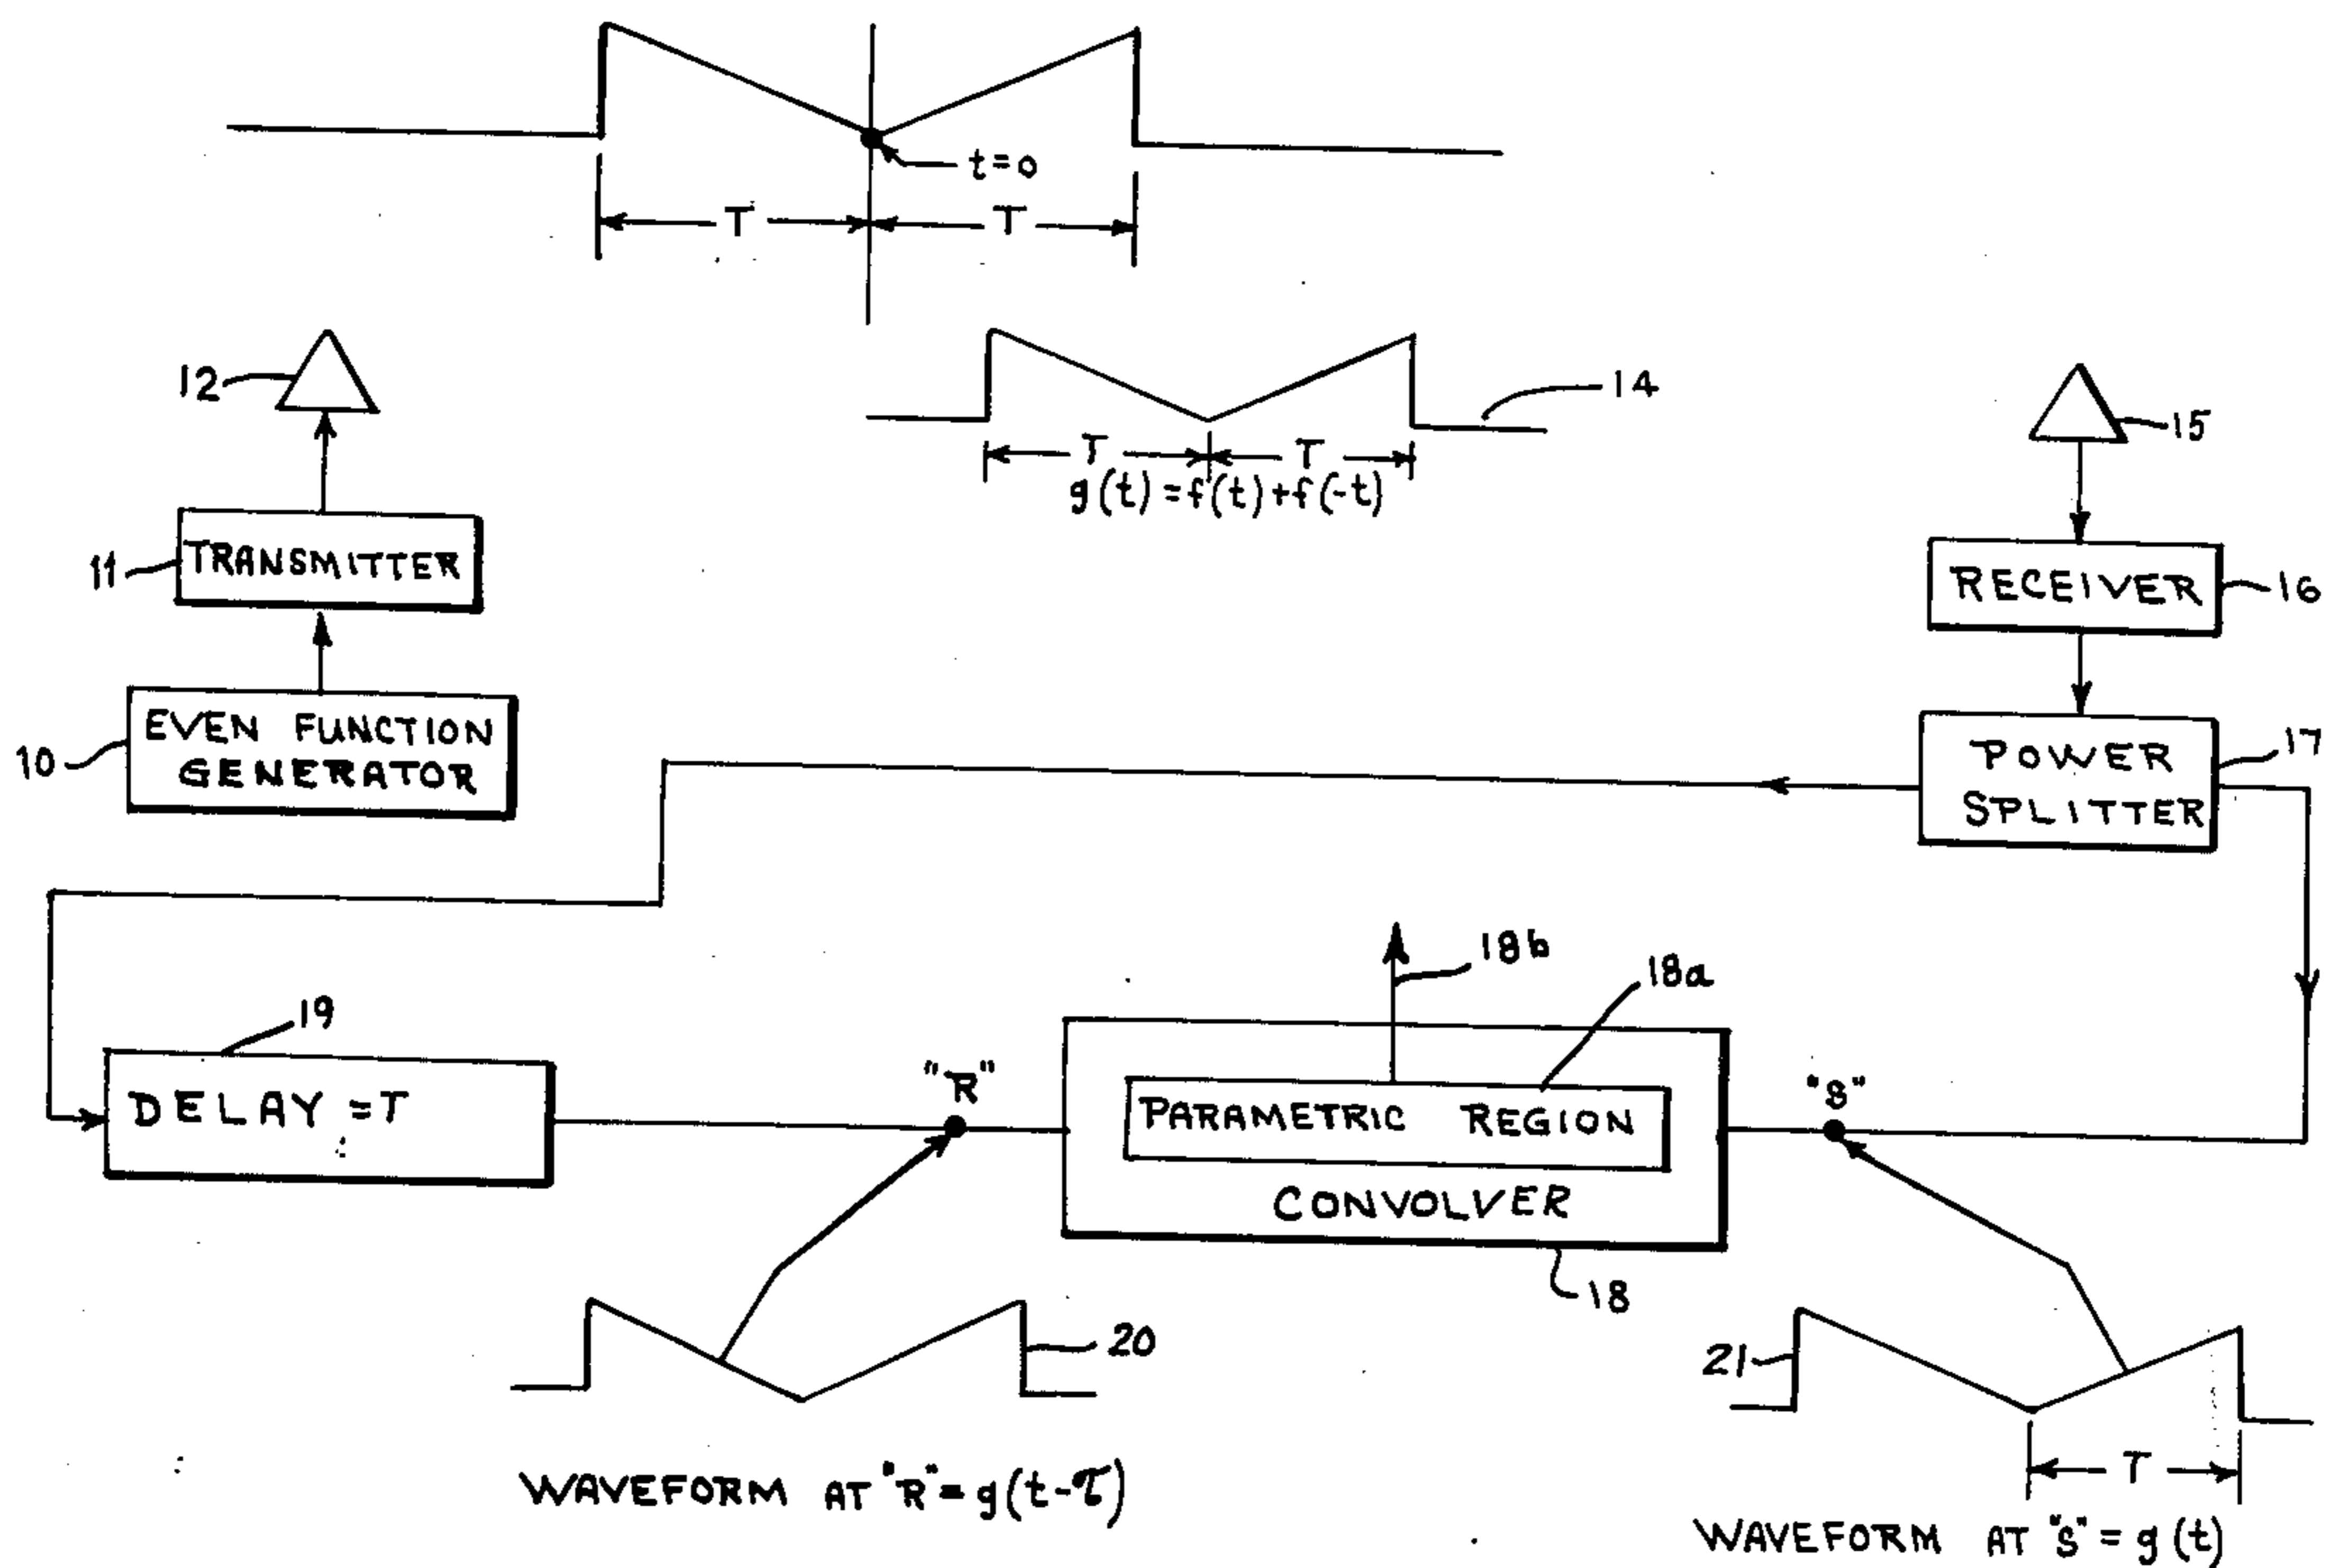 t=0
T
T
12
14
15
T
T
g(t)=f(t)+f(-t)
11
TRANSMITTER
RECEIVER
16
10
EVEN FUNCTION
GENERATOR
POWER
SPLITTER
17
18b
18a
19
DELAY =T
"R"
PARAMETRIC REGION
CONVOLVER
18
"S"
20
21
T
WAVEFORM AT "R"= g(t-τ)
WAVEFORM AT "S"= g(t)